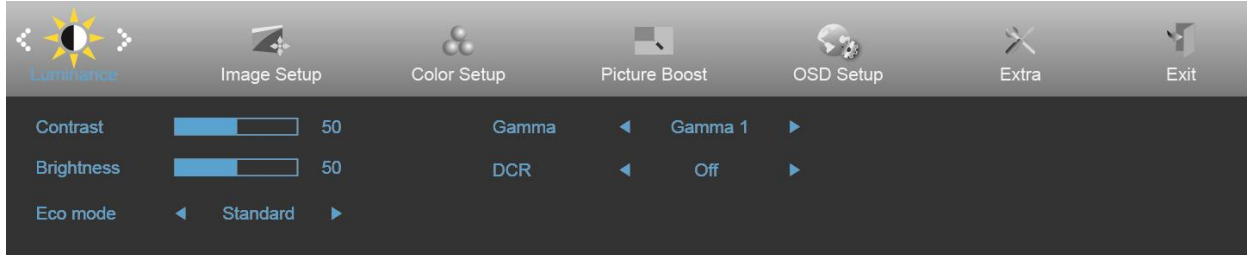 Luminance Image Setup Color Setup Picture Boost OSD Setup Extra Exit
Contrast 50 Gamma Gamma 1
Brightness 50 DCR Off
Eco mode Standard